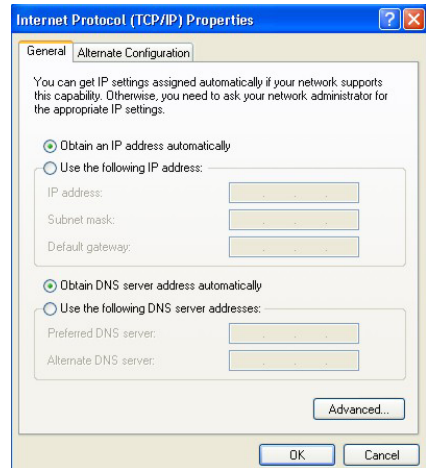 Internet Protocol (TCP/IP) Properties
General Alternate Configuration
You can get IP settings assigned automatically if your network supports
this capability. Otherwise, you need to ask your network administrator for
the appropriate IP settings.
Obtain an IP address automatically
Use the following IP address:
IP address:
Subnet mask:
Default gateway:
Obtain DNS server address automatically
Use the following DNS server addresses:
Preferred DNS server:
Alternate DNS server:
Advanced...
OK Cancel